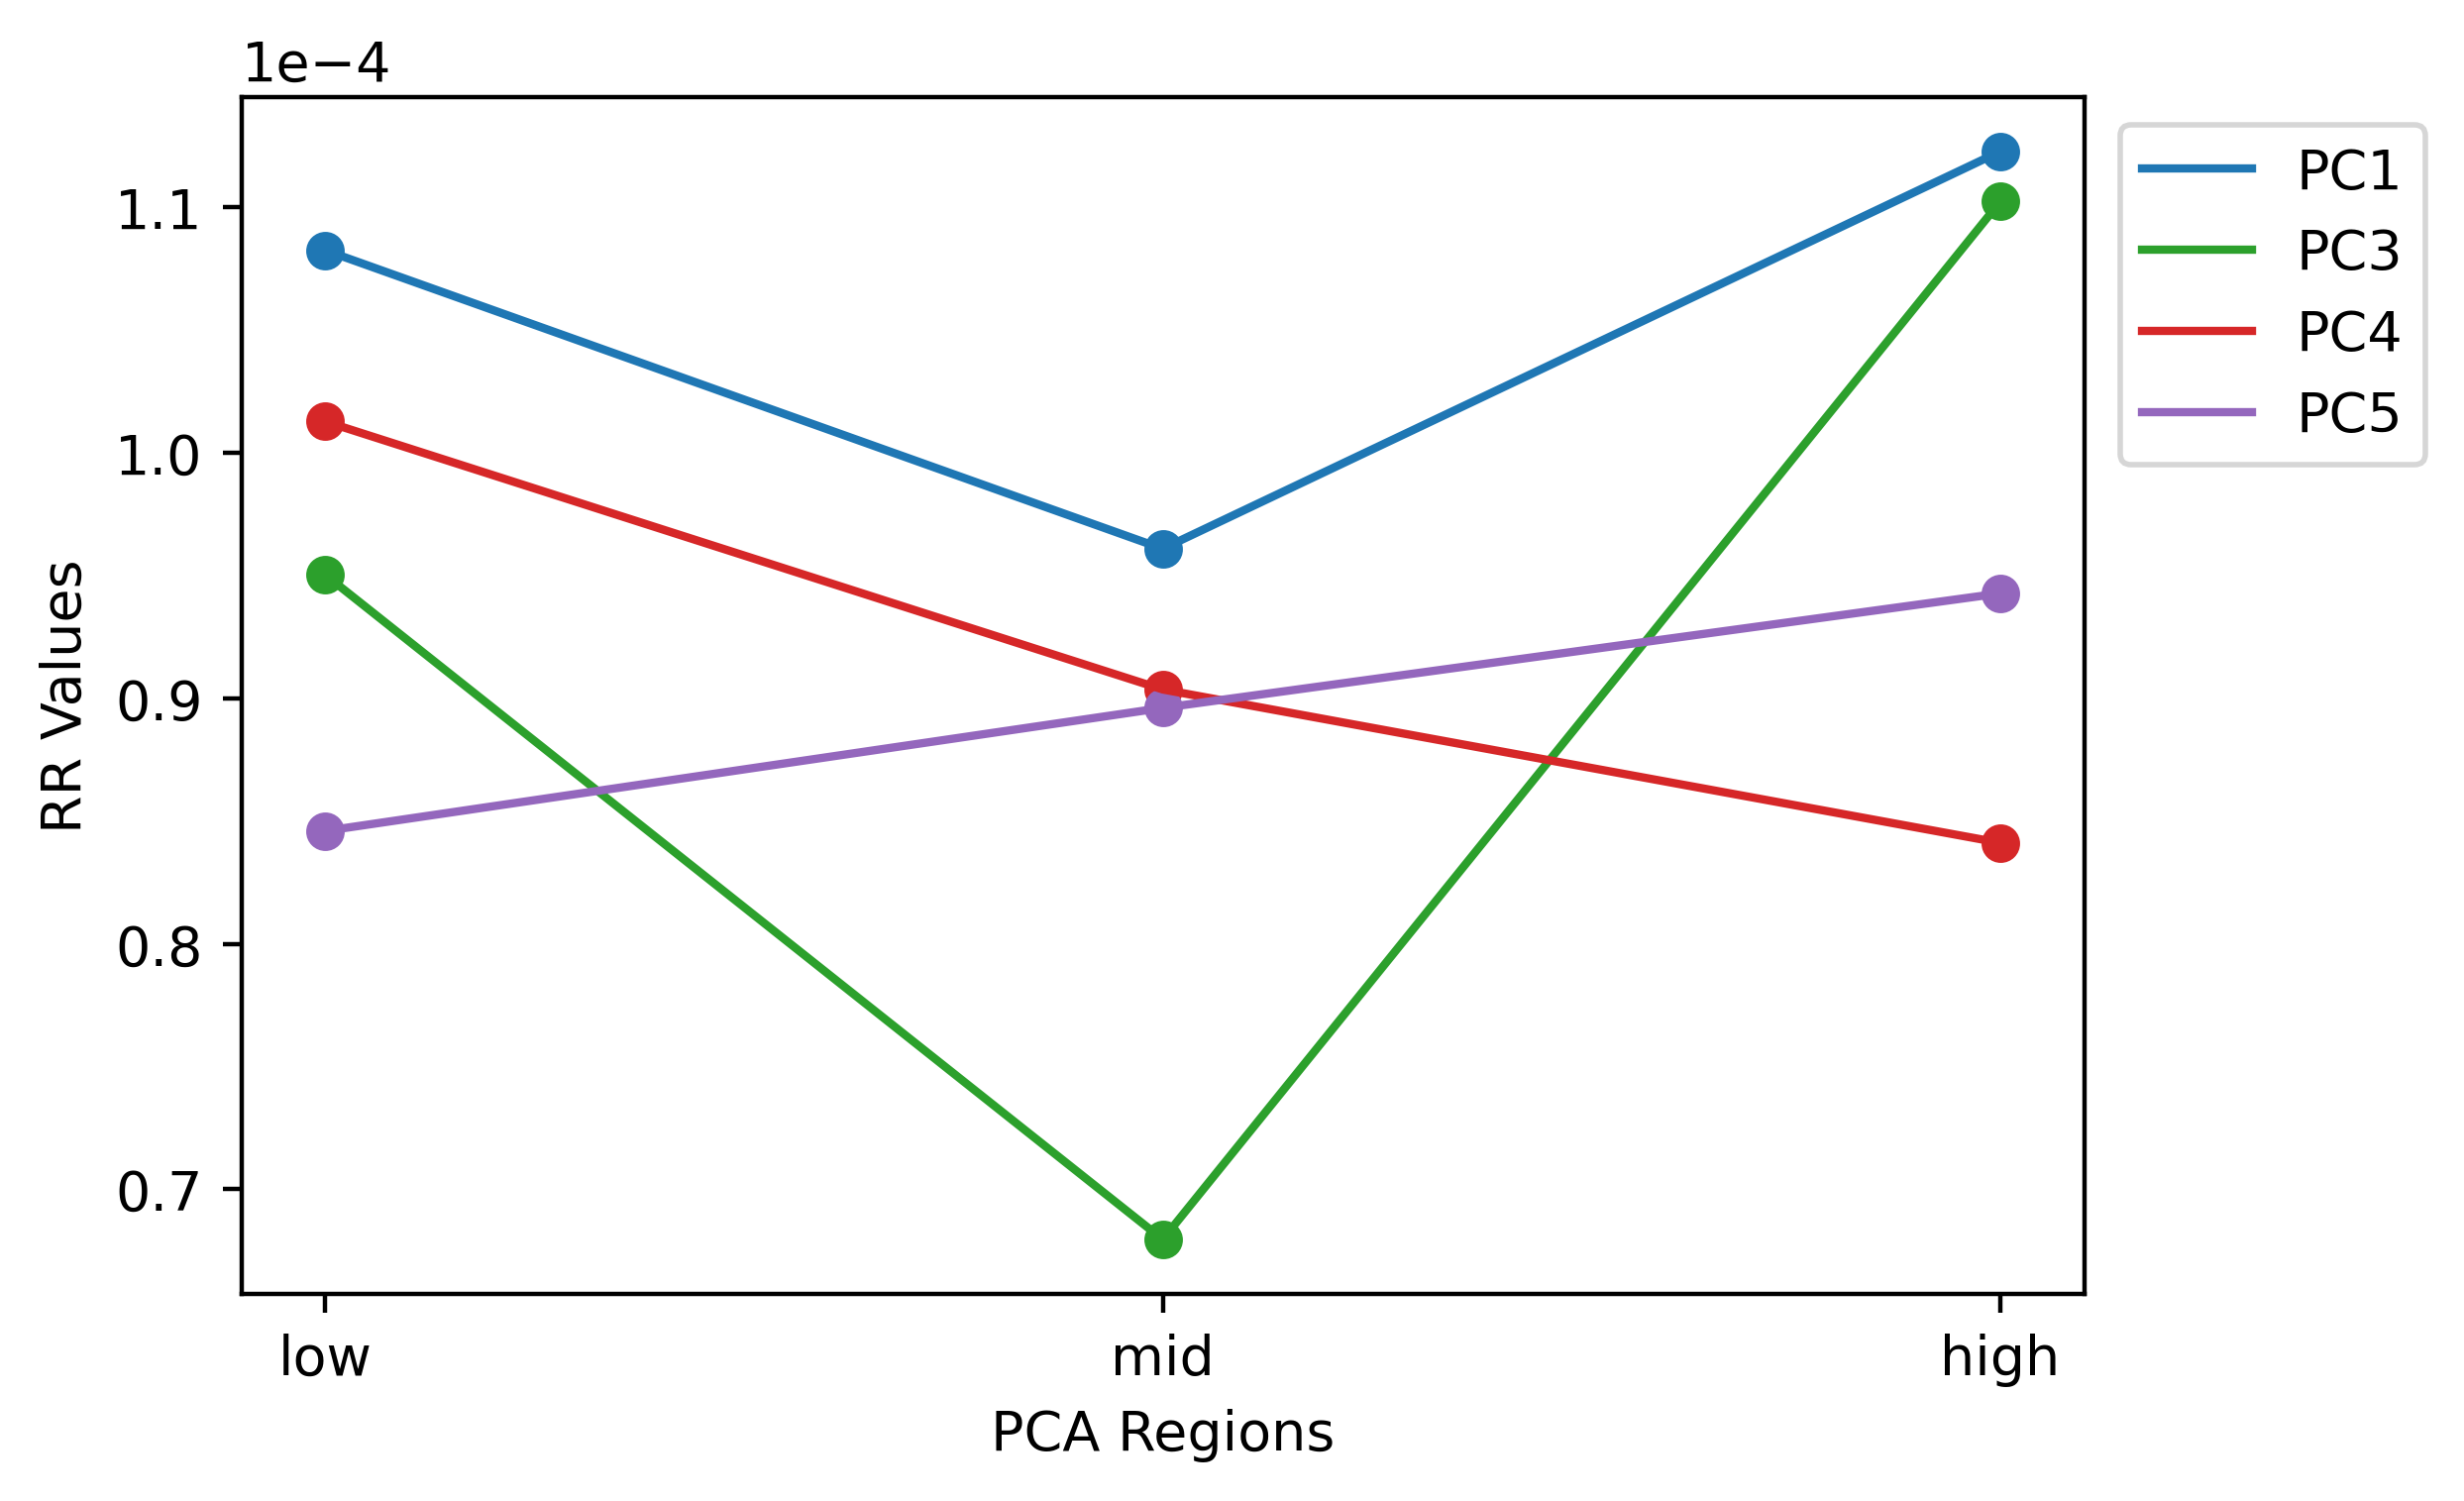 1e−4
1.1
1.0
0.9
0.8
0.7
RR Values
low
mid
high
PCA Regions
PC1
PC3
PC4
PC5